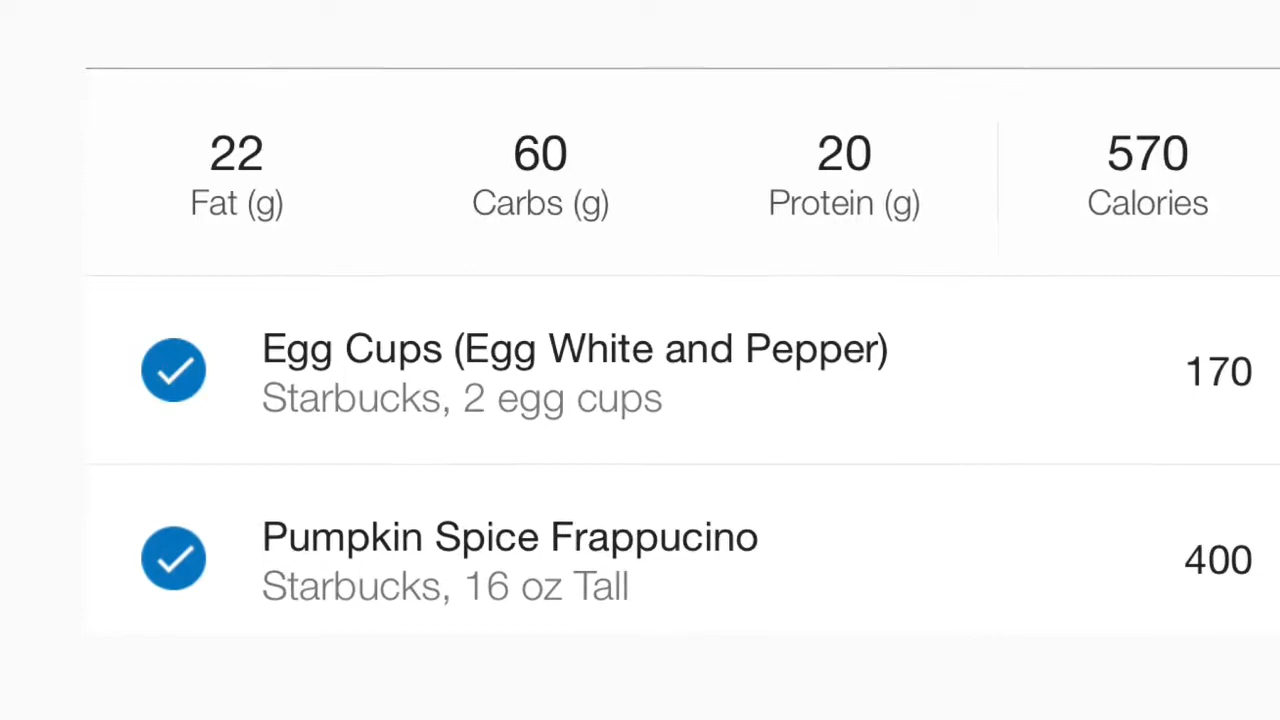 22 60 20 570
Fat (g) Carbs (g) Protein (g) Calories
Egg Cups (Egg White and Pepper)
Starbucks, 2 egg cups
170
Pumpkin Spice Frappucino
Starbucks, 16 oz Tall
400